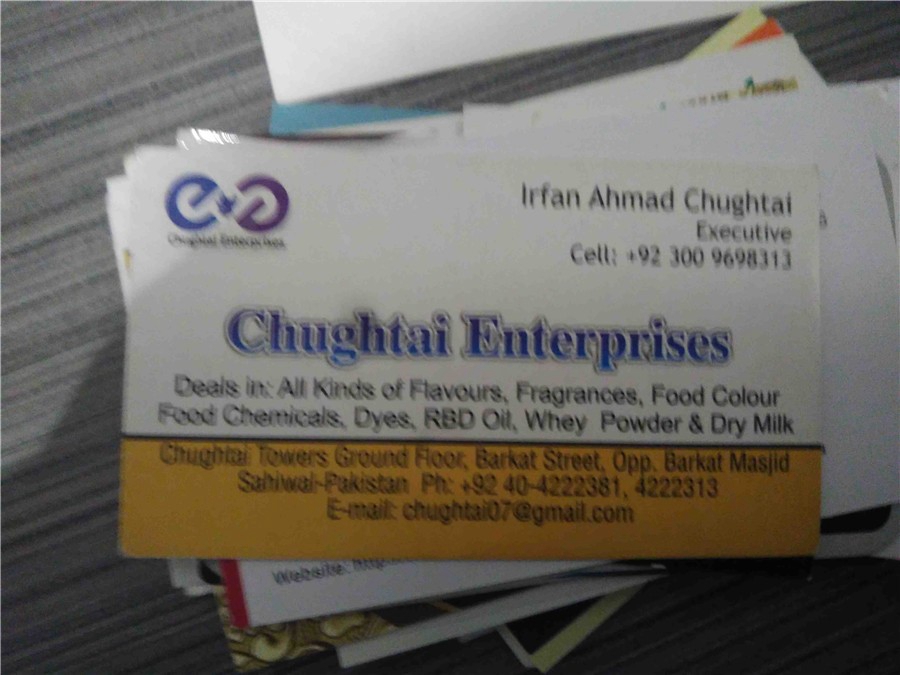 Irfan Ahmad Chughtai
Executive
Cell: +92 300 9698313
Chughtai Enterprises
Chughtai Enterprises
Deals in: All Kinds of Flavours, Fragrances, Food Colour
Food Chemicals, Dyes, RBD Oil, Whey Powder & Dry Milk
Chughtai Towers Ground Floor, Barkat Street, Opp. Barkat Masjid
Sahiwal-Pakistan Ph: +92 40-4222381, 4222313
E-mail: chughtai07@gmail.com
Website: